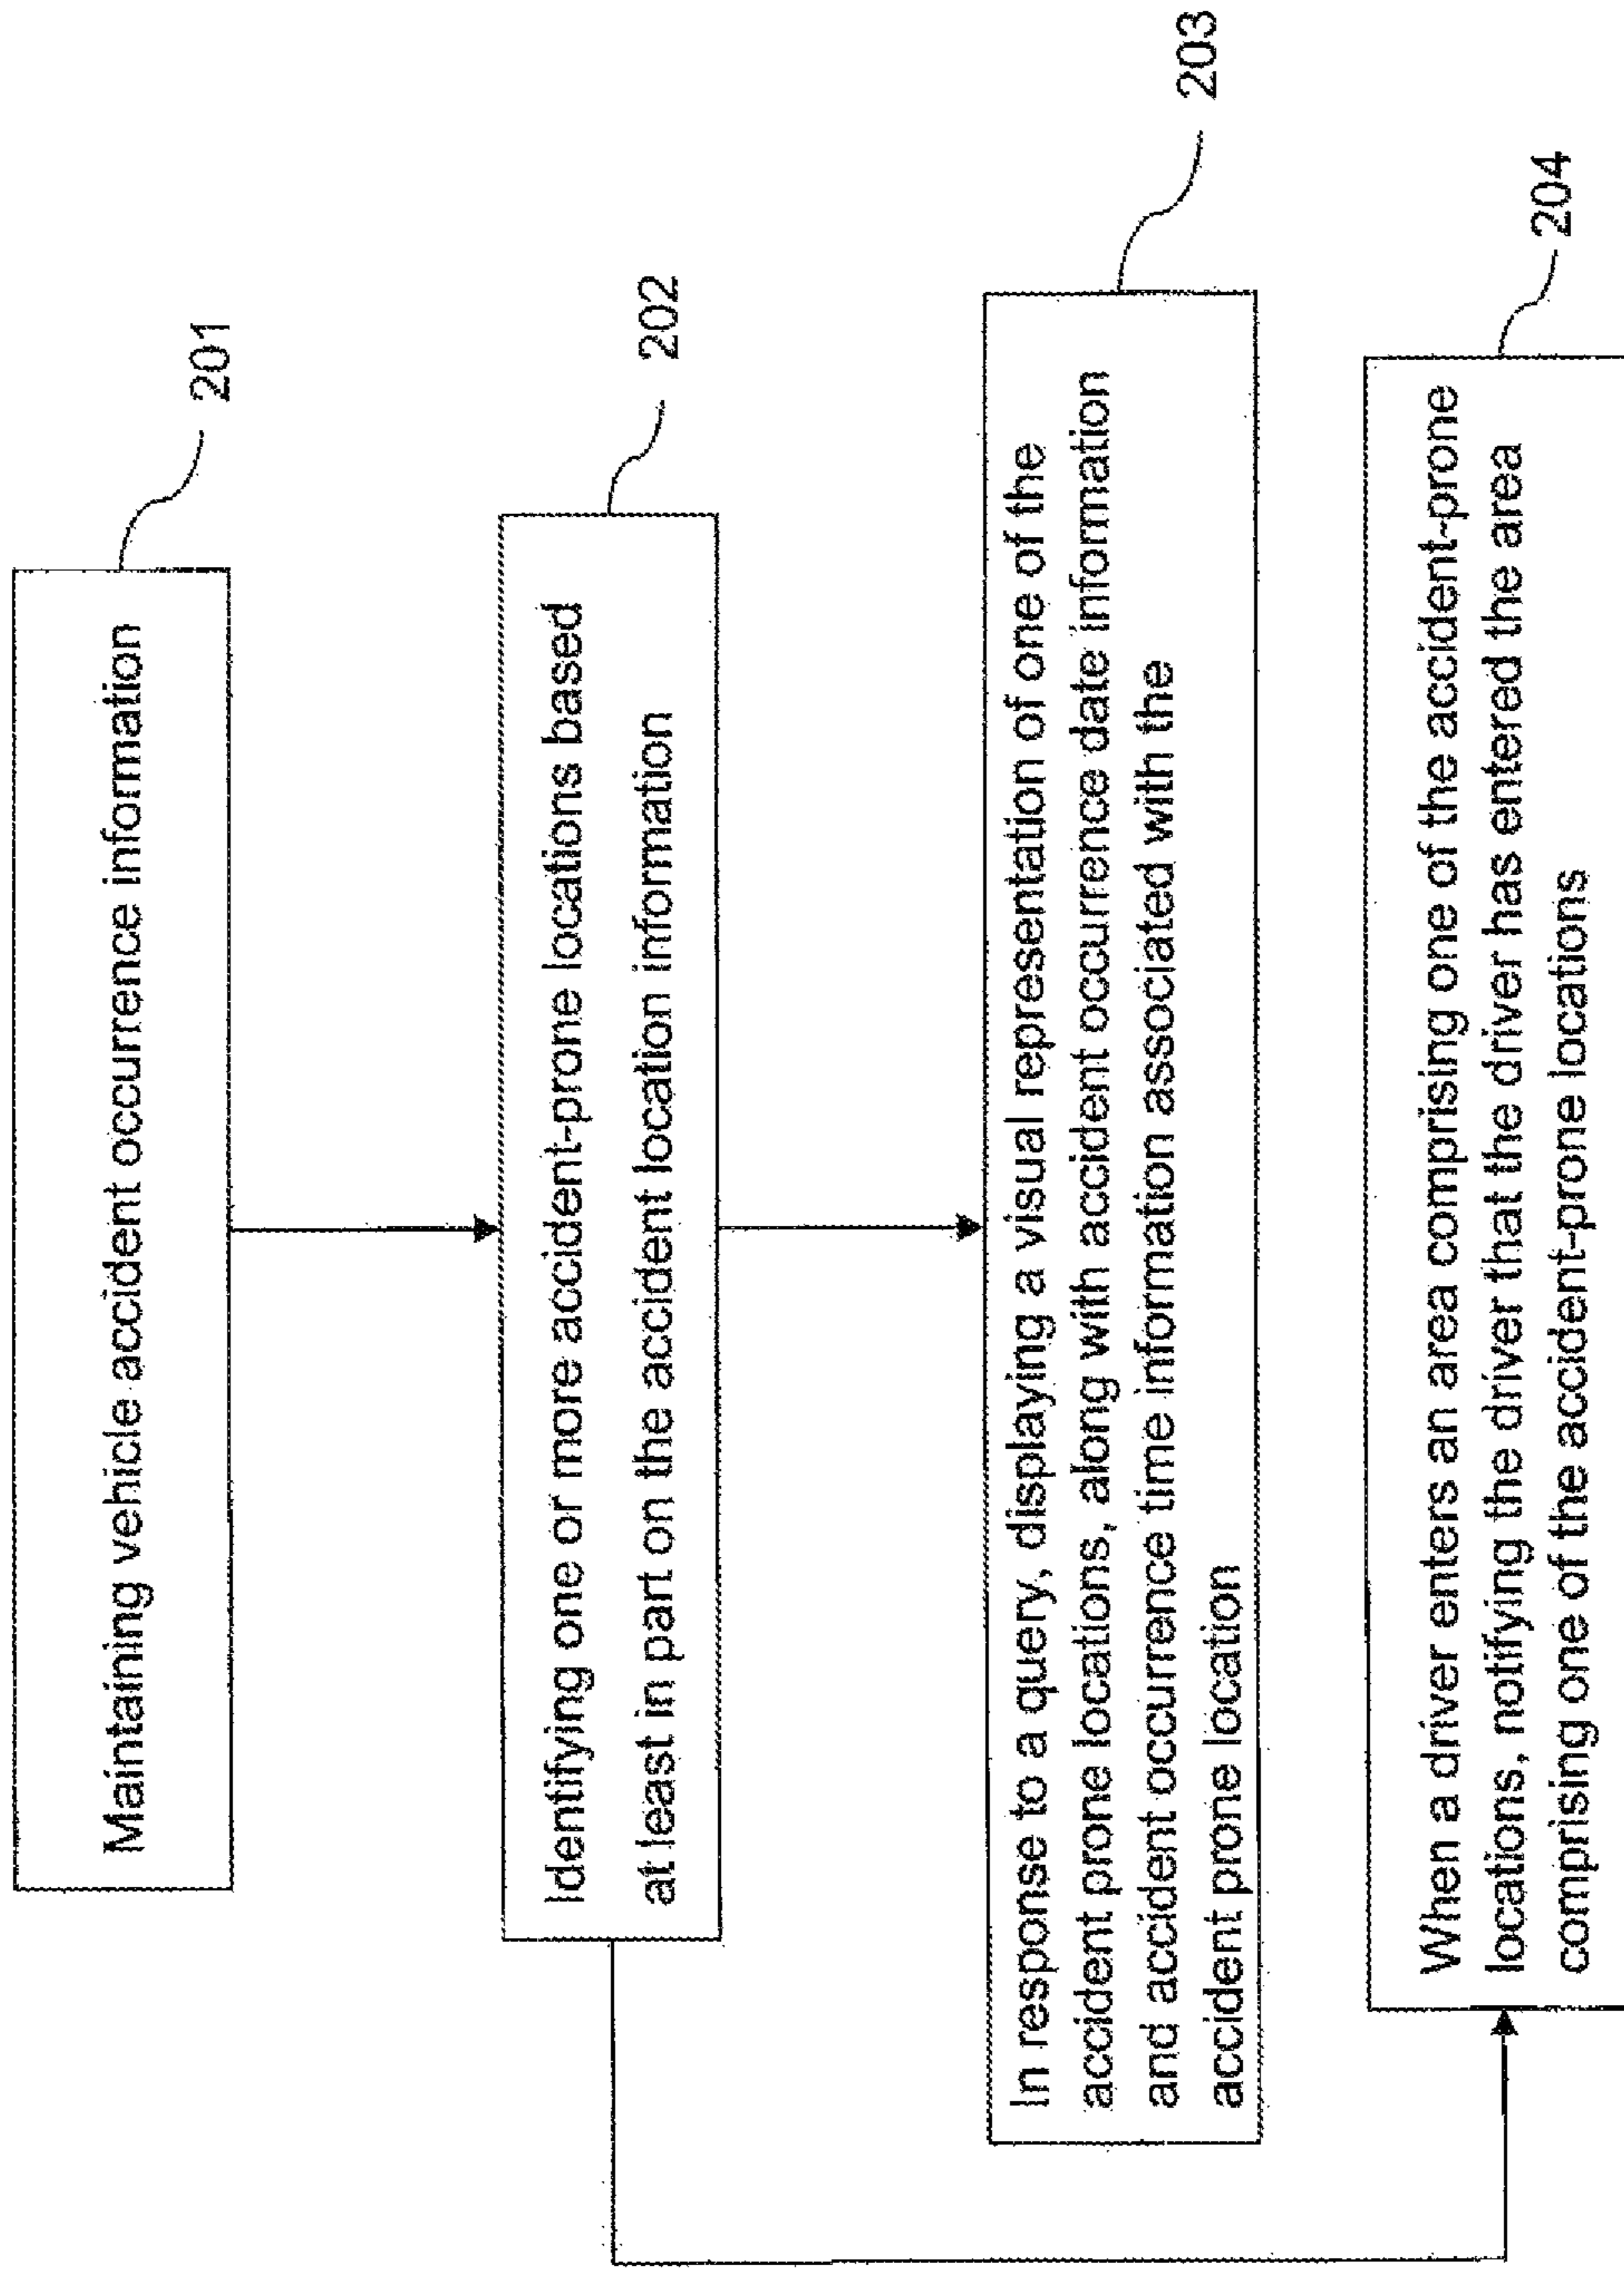 Maintaining vehicle accident occurrence information
201
Identifying one or more accident-prone locations based
at least in part on the accident location information
202
In response to a query, displaying a visual representation of one of the
accident prone locations, along with accident occurrence date information
and accident occurrence time information associated with the
accident prone location
203
When a driver enters an area comprising one of the accident-prone
locations, notifying the driver that the driver has entered the area
comprising one of the accident-prone locations
204